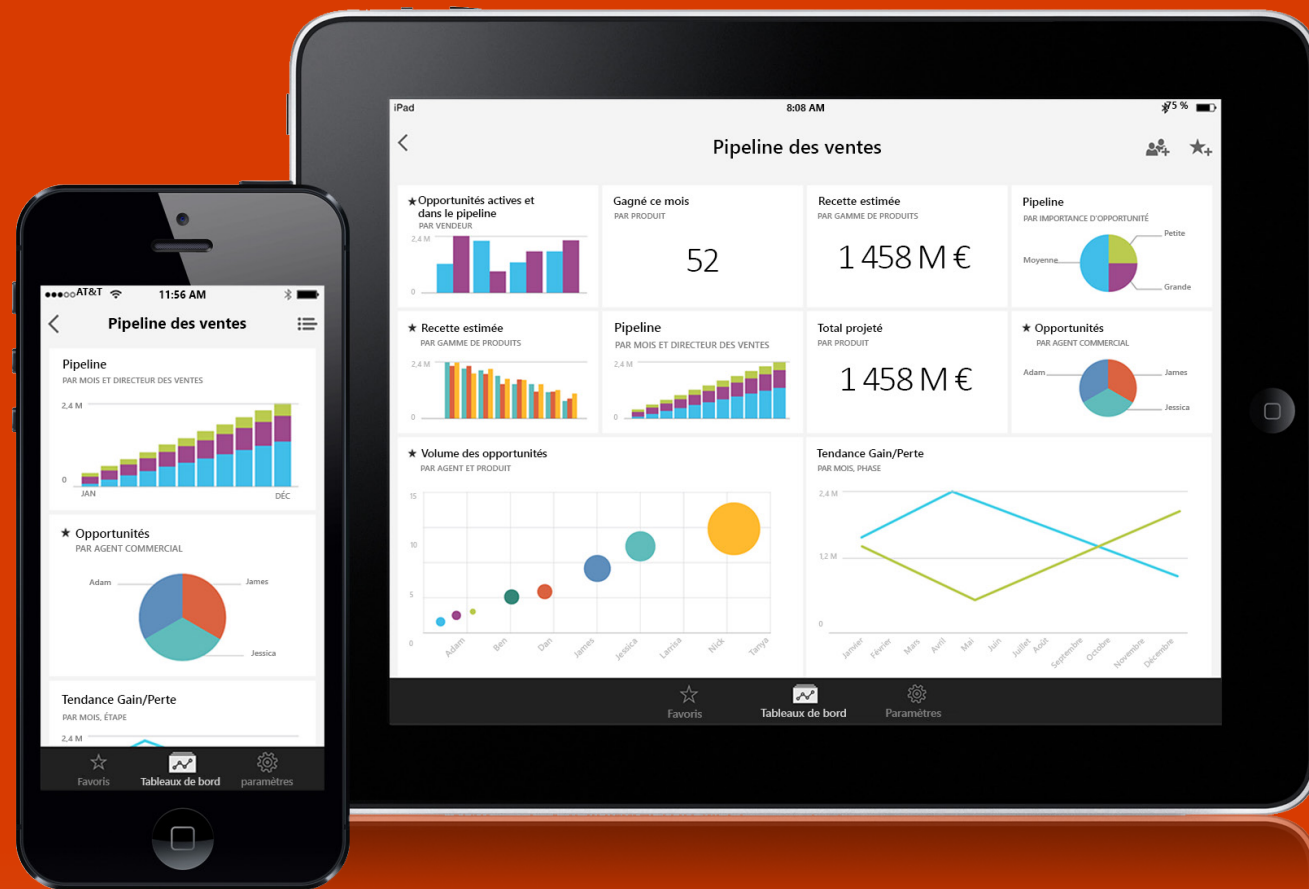 iPad
8:08 AM
75 %
Pipeline des ventes
Opportunités actives et
dans le pipeline
PAR VENDEUR
2,4 M
0
Gagné ce mois
PAR PRODUIT
52
Recette estimée
PAR GAMME DE PRODUITS
1 458 M €
Pipeline
PAR IMPORTANCE D'OPPORTUNITÉ
Petite
Moyenne
Grande
Recette estimée
PAR GAMME DE PRODUITS
2,4 M
0
Pipeline
PAR MOIS ET DIRECTEUR DES VENTES
2,4 M
0
Total projeté
PAR PRODUIT
1 458 M €
Opportunités
PAR AGENT COMMERCIAL
Adam
James
Jessica
Volume des opportunités
PAR AGENT ET PRODUIT
15
10
5
0
Adam
Ben
Dan
James
Jessica
Larrisa
Nick
Tanya
Tendance Gain/Perte
PAR MOIS, PHASE
2,4 M
1,2 M
0
Janvier
Février
Mars
Avril
Mai
Juin
Juillet
Août
Septembre
Octobre
Novembre
Décembre
Favoris
Tableaux de bord
Paramètres
AT&T
11:56 AM
Pipeline des ventes
Pipeline
PAR MOIS ET DIRECTEUR DES VENTES
2,4 M
0
JAN
DÉC
Opportunités
PAR AGENT COMMERCIAL
Adam
James
Jessica
Tendance Gain/Perte
PAR MOIS, ÉTAPE
2,4 M
Favoris
Tableaux de bord
paramètres